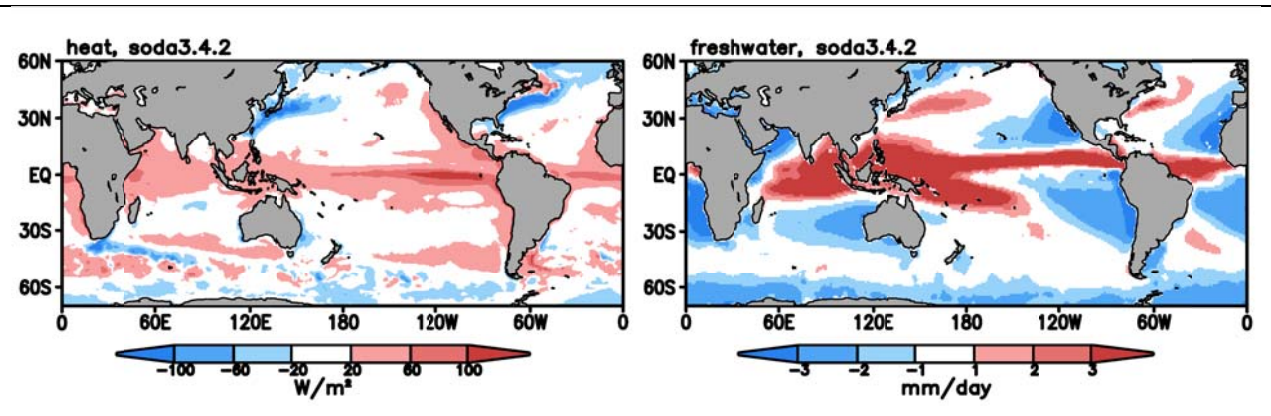 heat, soda3.4.2
60N
30N
EQ
30S
60S
0 60E 120E 180 120W 60W 0
-100 -60 -20 20 60 100
W/m²
freshwater, soda3.4.2
60N
30N
EQ
30S
60S
0 60E 120E 180 120W 60W 0
-3 -2 -1 1 2 3
mm/day